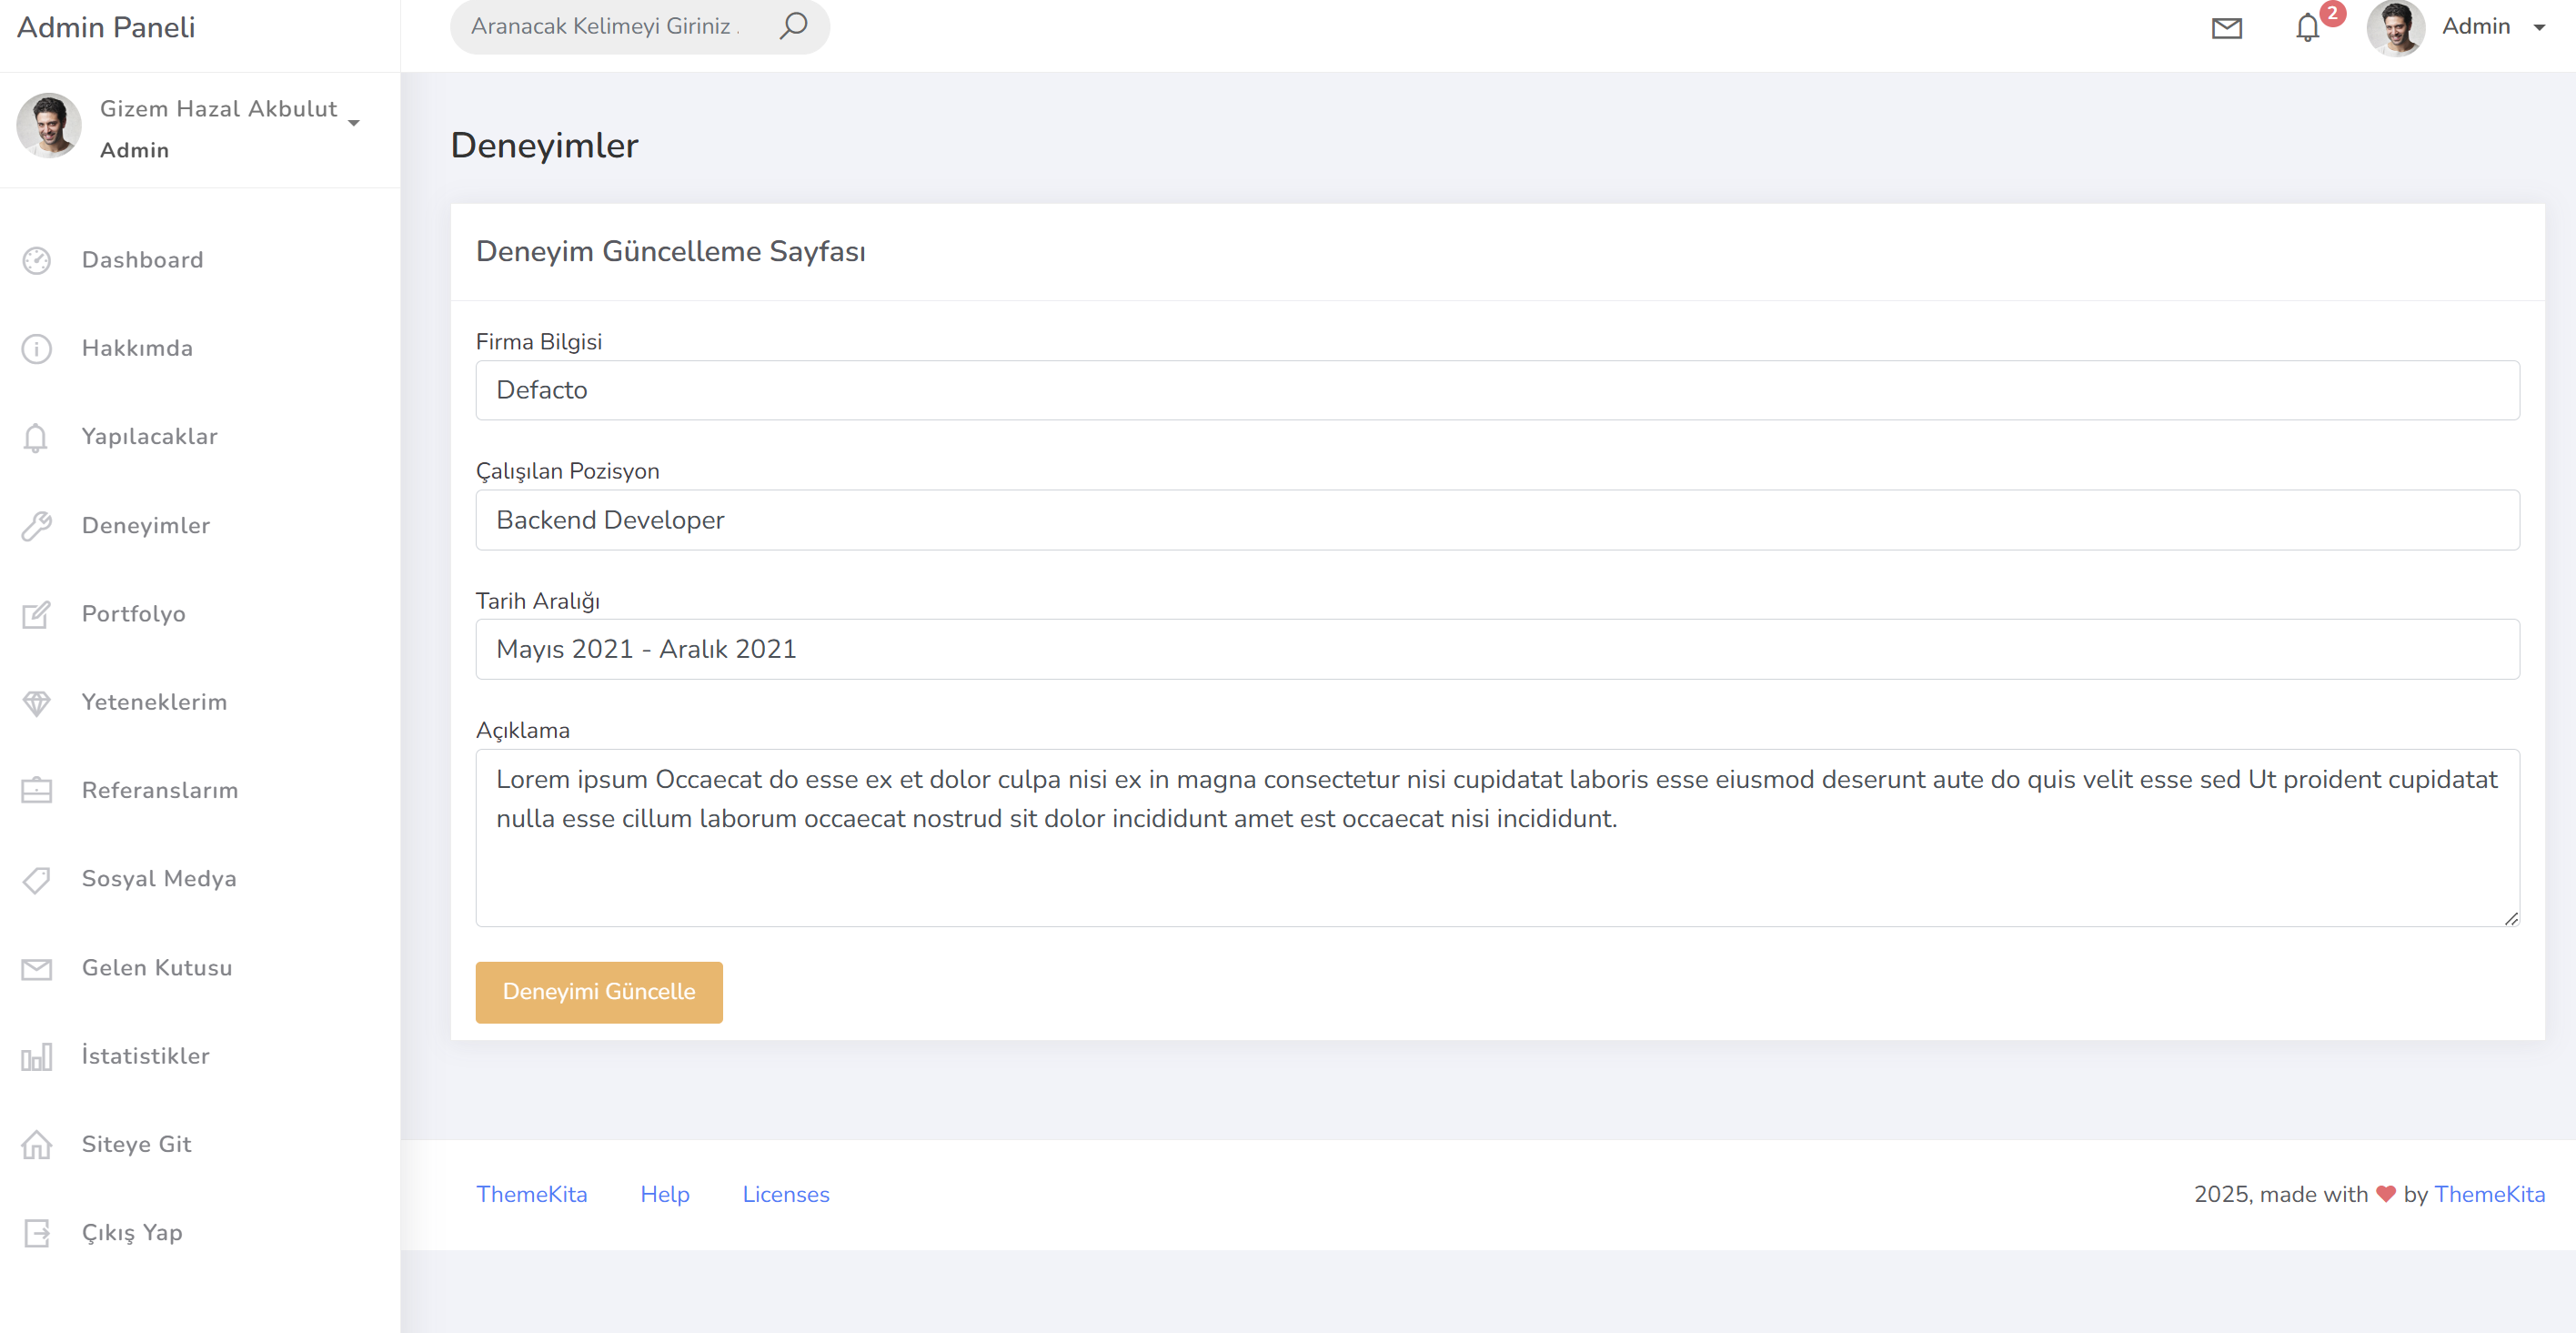 Admin Paneli
Aranacak Kelimeyi Giriniz .
2
Admin
Gizem Hazal Akbulut
Admin
Dashboard
Hakkımda
Yapılacaklar
Deneyimler
Portfolyo
Yeteneklerim
Referanslarım
Sosyal Medya
Gelen Kutusu
İstatistikler
Siteye Git
Çıkış Yap
Deneyimler
Deneyim Güncelleme Sayfası
Firma Bilgisi
Defacto
Çalışılan Pozisyon
Backend Developer
Tarih Aralığı
Mayıs 2021 - Aralık 2021
Açıklama
Lorem ipsum Occaecat do esse ex et dolor culpa nisi ex in magna consectetur nisi cupidatat laboris esse eiusmod deserunt aute do quis velit esse sed Ut proident cupidatat
nulla esse cillum laborum occaecat nostrud sit dolor incididunt amet est occaecat nisi incididunt.
Deneyimi Güncelle
ThemeKita Help Licenses
2025, made with ❤ by ThemeKita